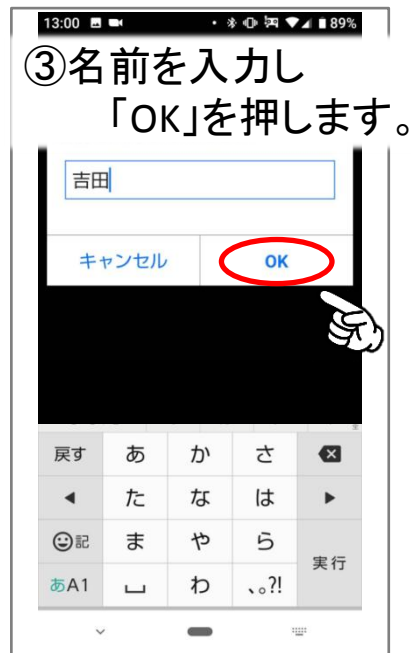 13:00 89%
③名前を入力し
「OK」を押します。
吉田
キャンセル OK
戻す あ か さ
た な は
記 ま や ら
実行
あA1 わ 、。?!